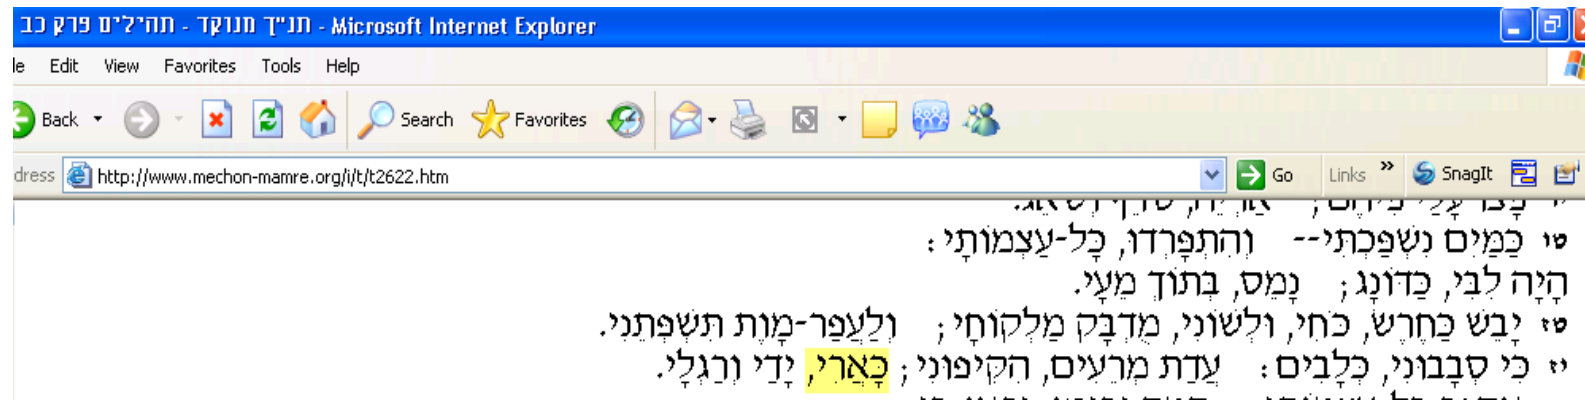 תנ"ך מנוקד - תהילים פרק כב - Microsoft Internet Explorer
Edit View Favorites Tools Help
Back Search Favorites
http://www.mechon-mamre.org/i/t/t2622.htm Go Links » SnagIt
טו כַּמַּיִם נִשְׁפַּכְתִּי-- וְהִתְפָּרְדוּ, כָּל-עַצְמוֹתָי:
הָיָה לִבִּי, כַּדּוֹנָג; נָמֵס, בְּתוֹךְ מֵעָי.
טז יָבֵשׁ כַּחֶרֶשׂ, כֹּחִי, וּלְשׁוֹנִי, מֻדְבָּק מַלְקוֹחָי; וְלַעֲפַר-מָוֶת תִּשְׁפְּתֵנִי.
יז כִּי סְבָבוּנִי, כְּלָבִים: עֲדַת מְרֵעִים, הִקִּיפוּנִי; כָּאֲרִי, יָדַי וְרַגְלָי.